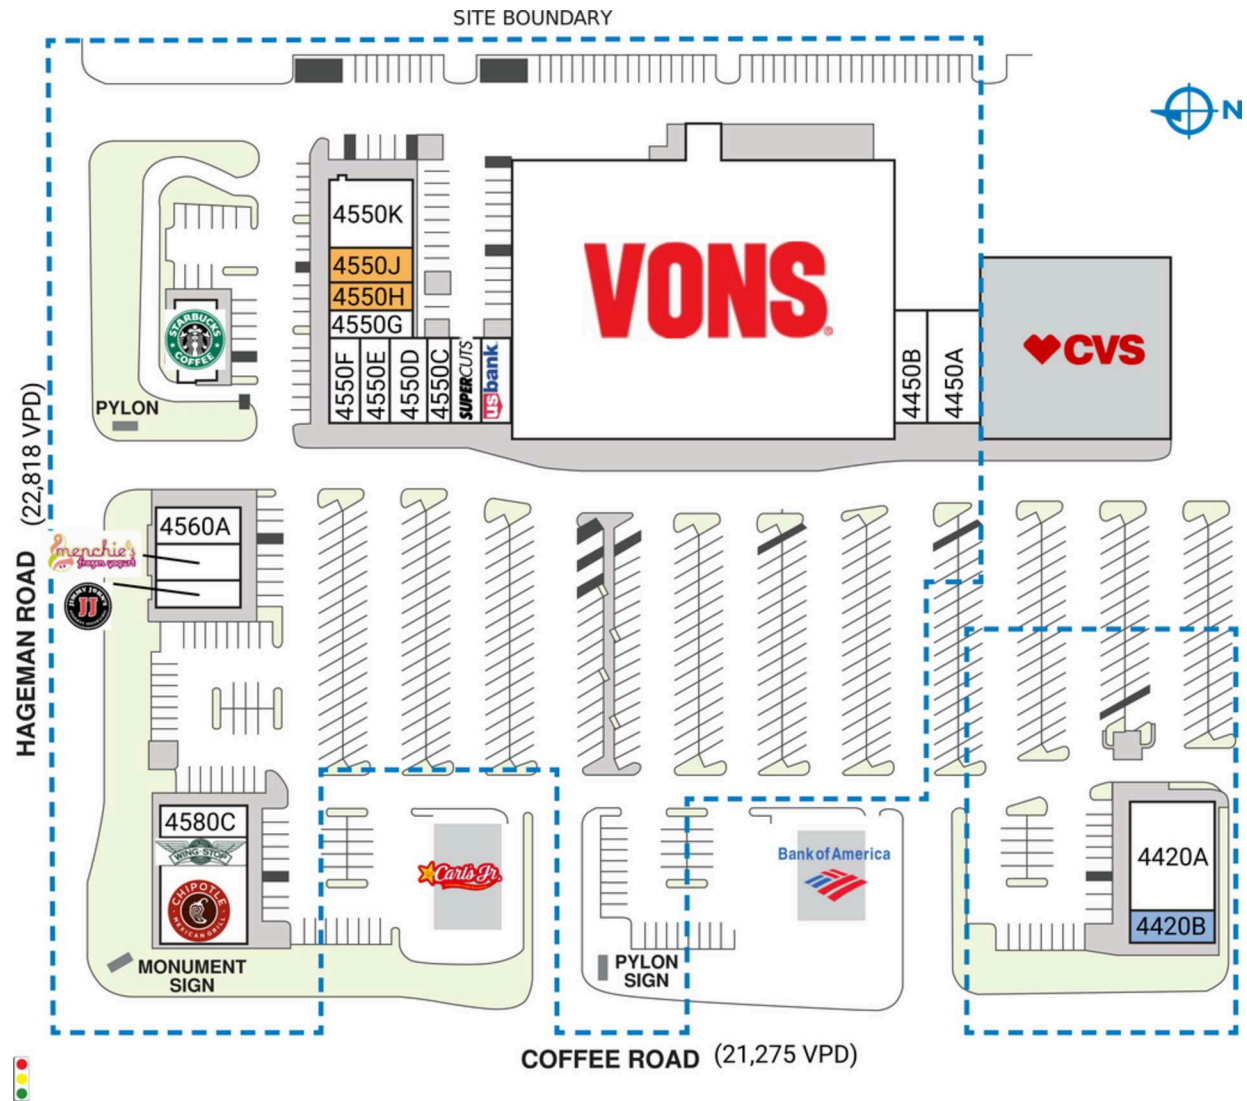 SITE BOUNDARY
N
4550K
4550J
4550H
4550G
4550F
4550E
4550D
4550C
SUPERCUTS
usbank
VONS
4450B
4450A
CVS
STARBUCKS
COFFEE
PYLON
HAGEMAN ROAD
(22,818 VPD)
4560A
menchie's
frozen yogurt
JIMMY JOHN'S
JJ
4580C
WING·STOP
CHIPOTLE
MEXICAN GRILL
Carl's Jr.
Bank of America
4420A
4420B
MONUMENT
SIGN
PYLON
SIGN
COFFEE ROAD (21,275 VPD)